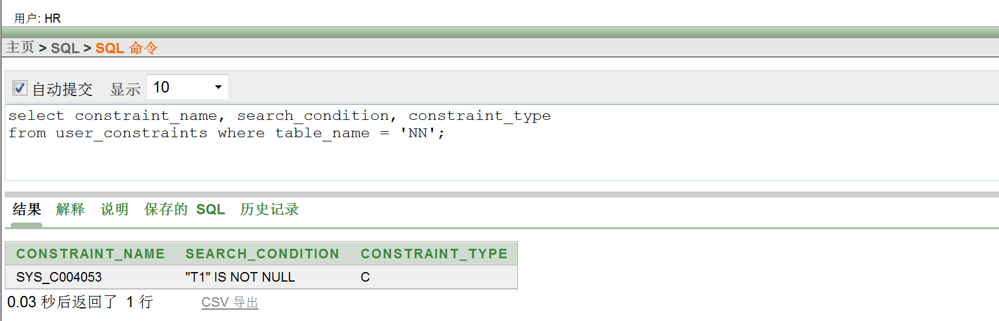 用户: HR
主页 > SQL > SQL 命令
自动提交 显示 10
select constraint_name, search_condition, constraint_type
from user_constraints where table_name = 'NN';
结果 解释 说明 保存的 SQL 历史记录
CONSTRAINT_NAME SEARCH_CONDITION CONSTRAINT_TYPE
SYS_C004053 "T1" IS NOT NULL C
0.03 秒后返回了 1 行 CSV 导出